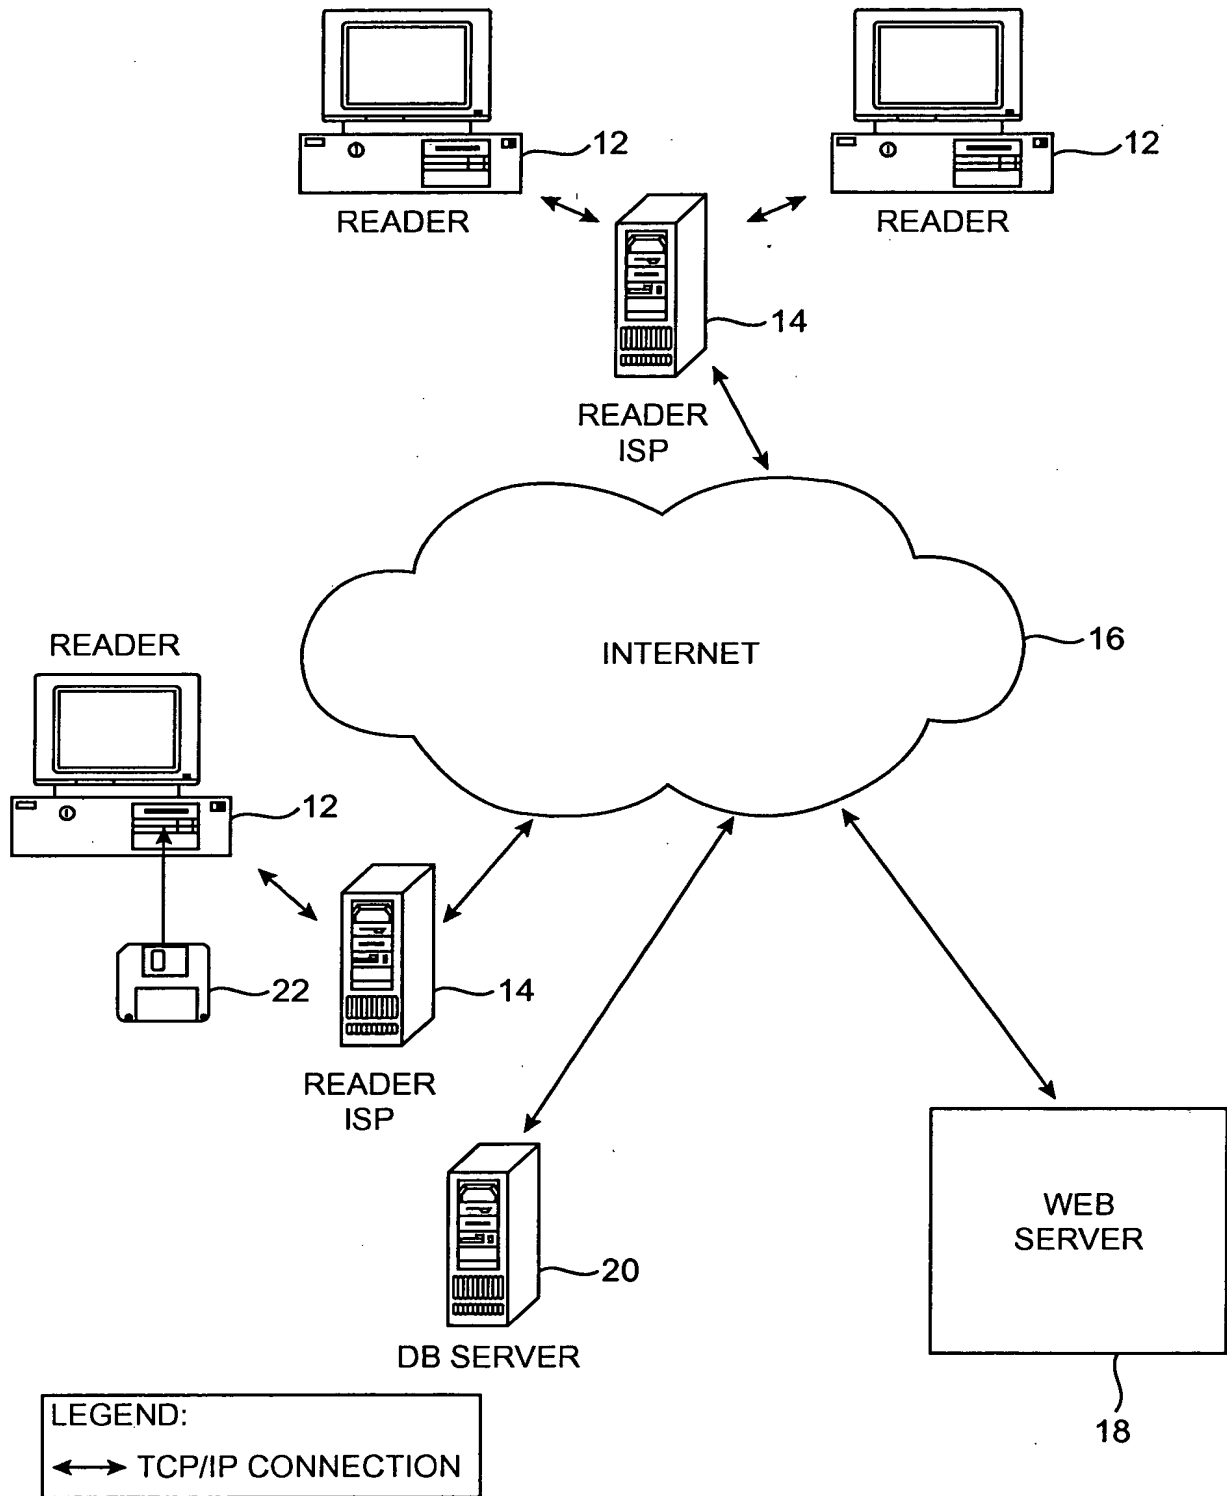 12
12
READER
READER
14
READER
ISP
16
INTERNET
READER
12
22
14
READER
ISP
20
DB SERVER
WEB
SERVER
18
LEGEND:
TCP/IP CONNECTION